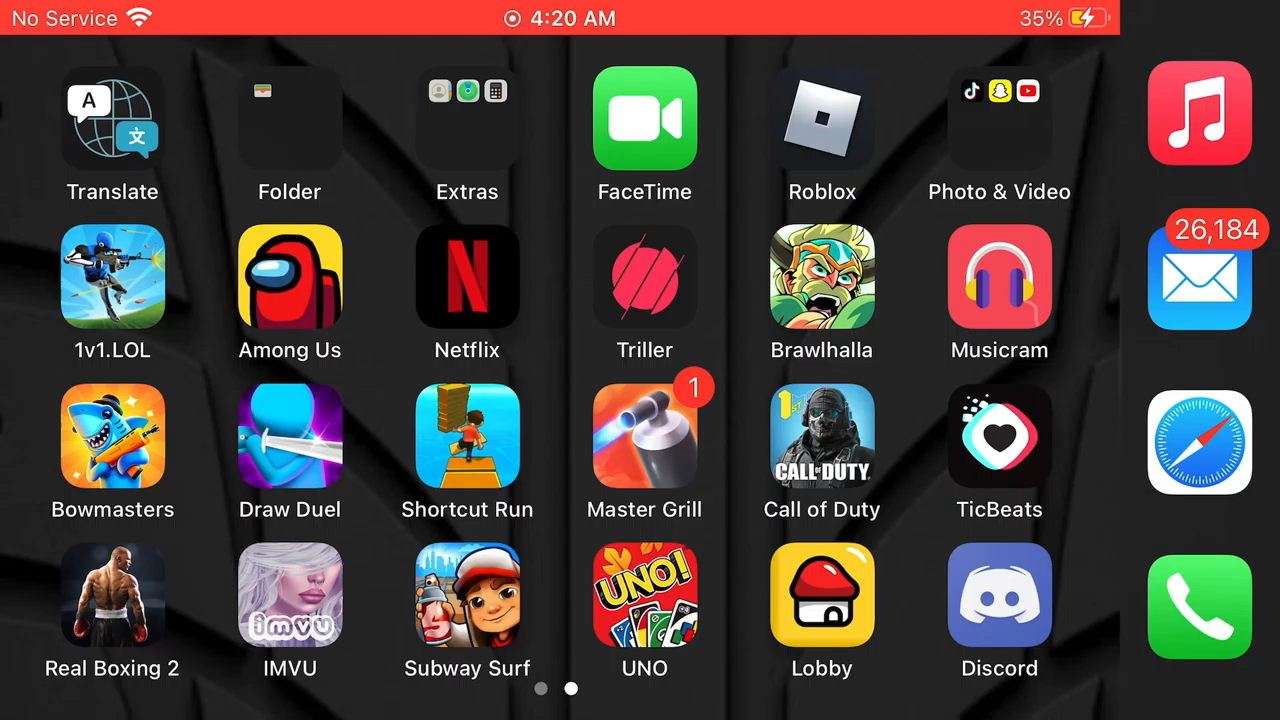 No Service 4:20 AM 35%
A 文
Translate Folder Extras FaceTime Roblox Photo & Video
26,184
N
1v1.LOL Among Us Netflix Triller Brawlhalla Musicram
1
1ST
CALL OF DUTY
Bowmasters Draw Duel Shortcut Run Master Grill Call of Duty TicBeats
UNO!
imvu
Real Boxing 2 IMVU Subway Surf UNO Lobby Discord